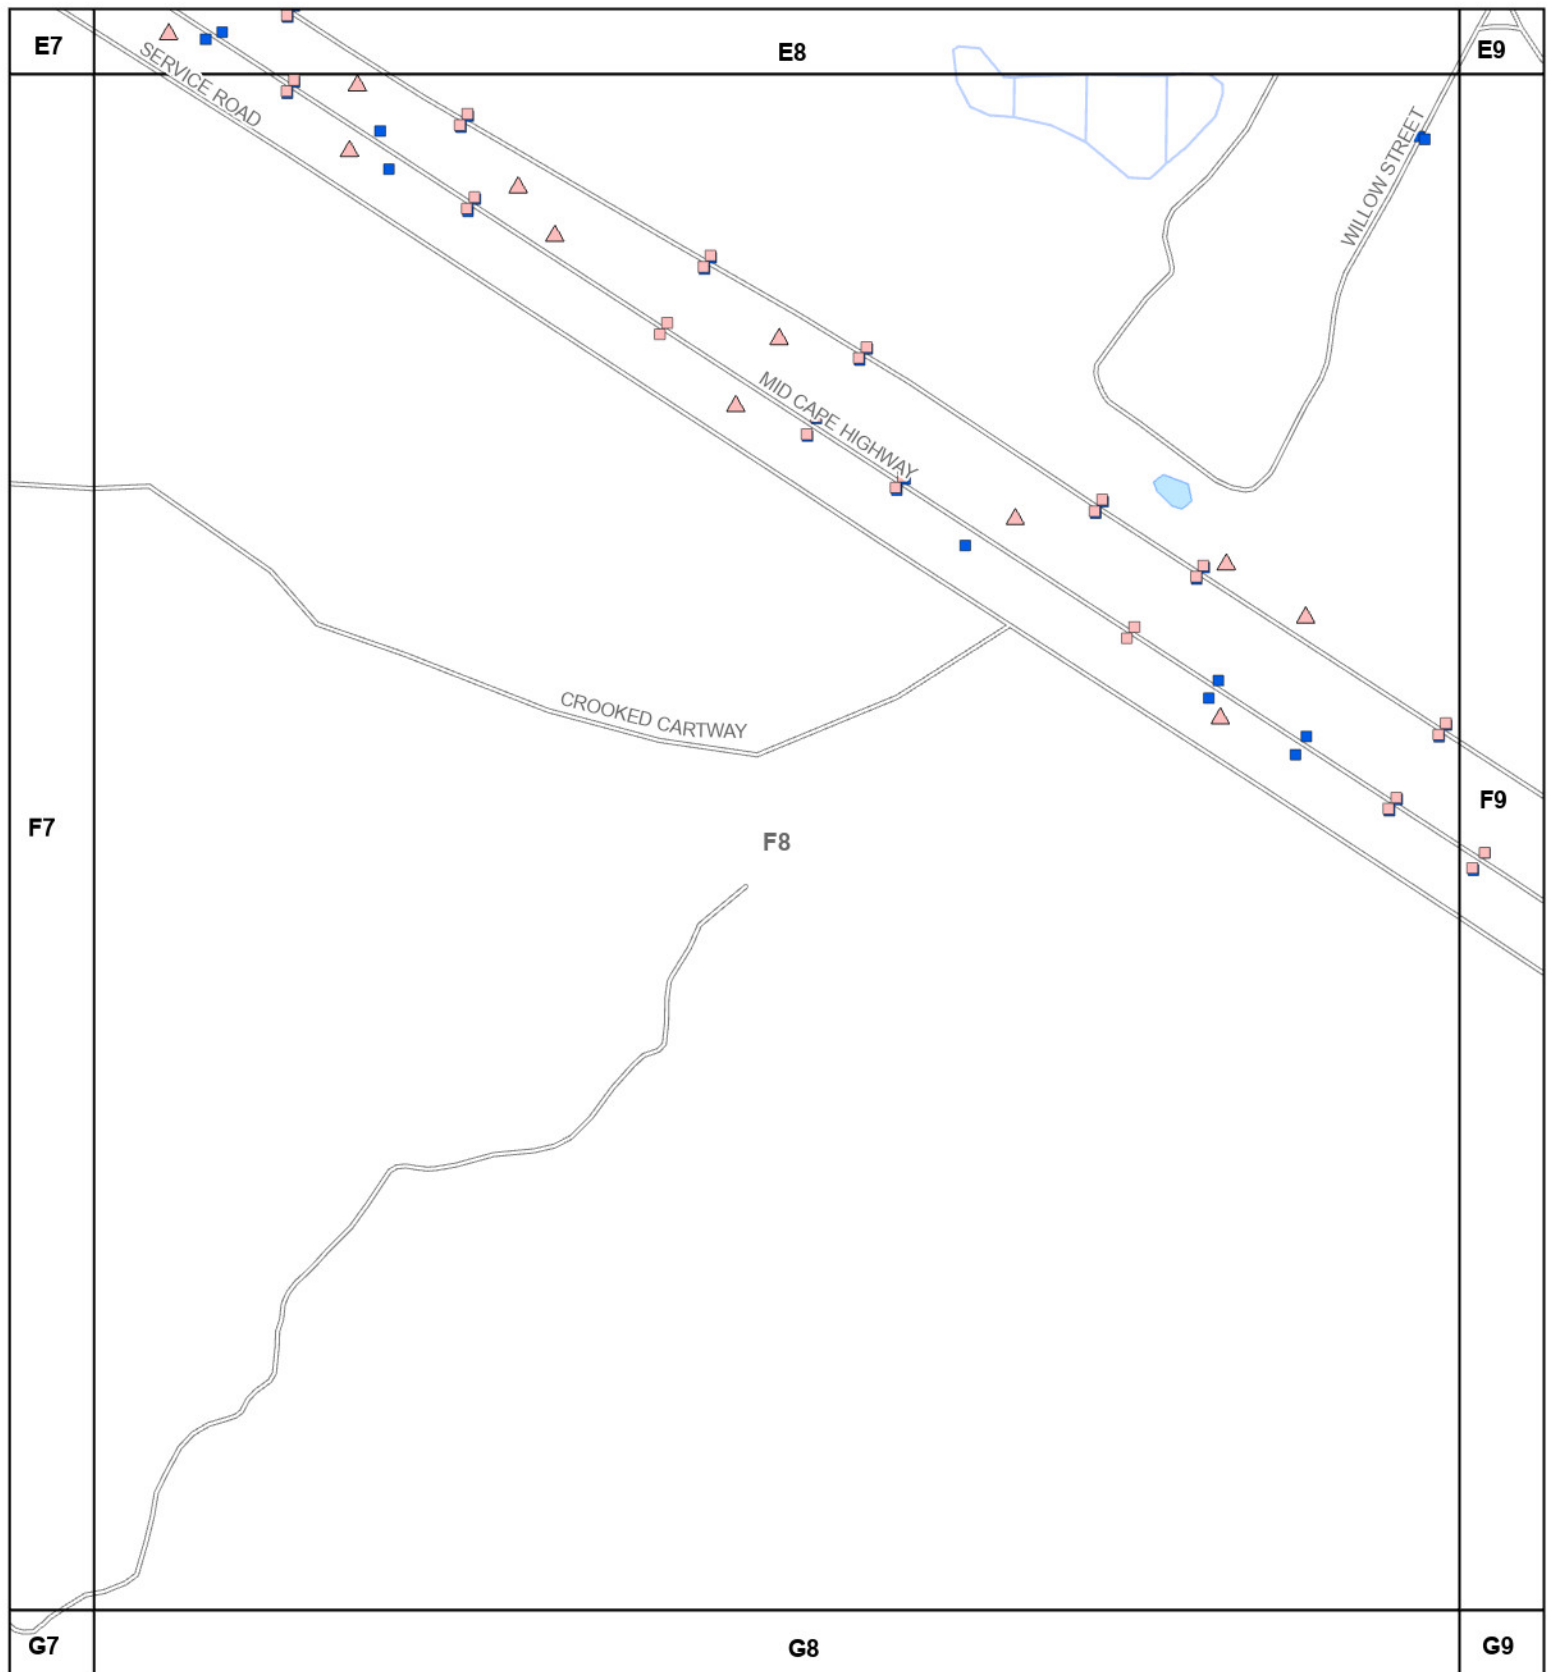 E7
E8
E9
SERVICE ROAD
WILLOW STREET
MID CAPE HIGHWAY
CROOKED CARTWAY
F7
F8
F9
G7
G8
G9